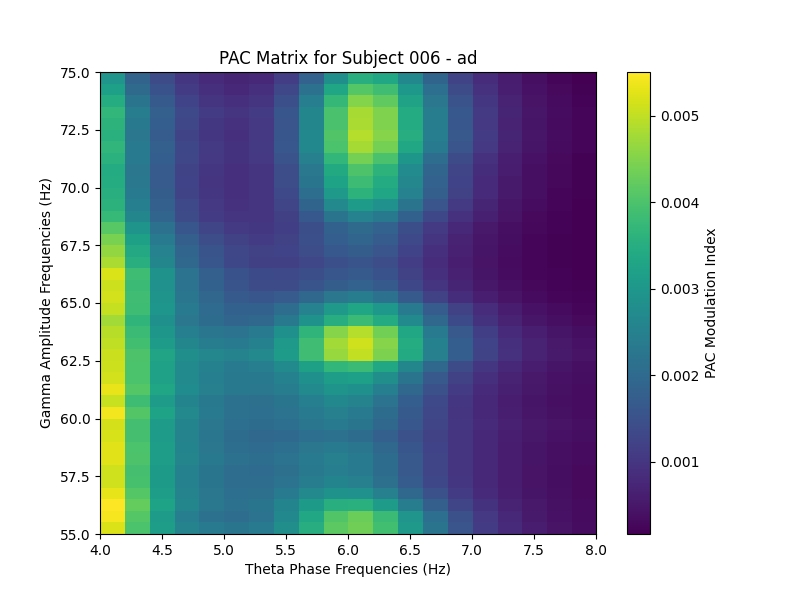 PAC Matrix for Subject 006 - ad
75.0
72.5
70.0
67.5
65.0
62.5
60.0
57.5
55.0
Gamma Amplitude Frequencies (Hz)
4.0 4.5 5.0 5.5 6.0 6.5 7.0 7.5 8.0
Theta Phase Frequencies (Hz)
0.005
0.004
0.003
0.002
0.001
PAC Modulation Index